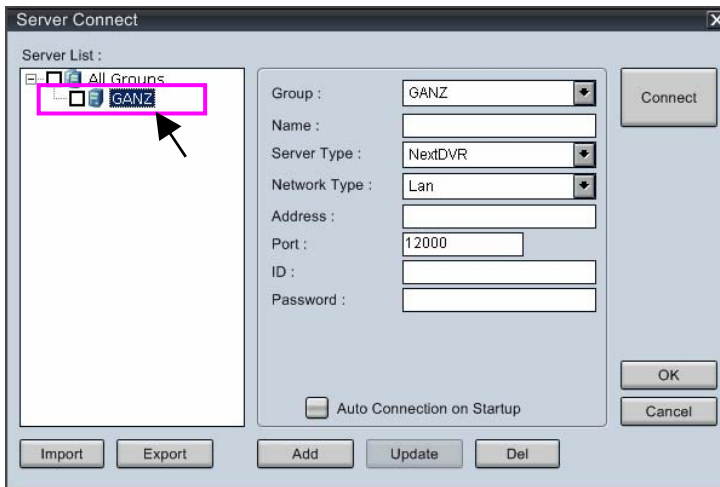 Server Connect
X
Server List :
All Groups
GANZ
Group :
GANZ
Name :
Server Type :
NextDVR
Network Type :
Lan
Address :
Port :
12000
ID :
Password :
Auto Connection on Startup
Connect
OK
Cancel
Import
Export
Add
Update
Del